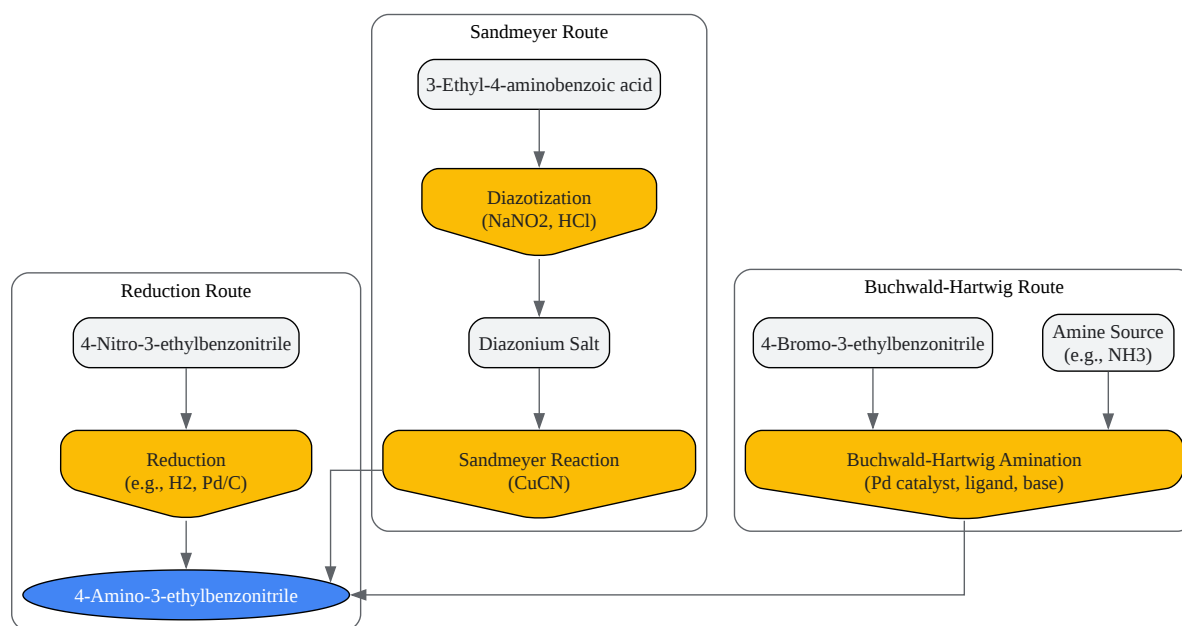 Sandmeyer Route
3-Ethyl-4-aminobenzoic acid
Diazotization
(NaNO2, HCl)
Diazonium Salt
Sandmeyer Reaction
(CuCN)
Reduction Route
4-Nitro-3-ethylbenzonitrile
Reduction
(e.g., H2, Pd/C)
4-Amino-3-ethylbenzonitrile
Buchwald-Hartwig Route
4-Bromo-3-ethylbenzonitrile
Amine Source
(e.g., NH3)
Buchwald-Hartwig Amination
(Pd catalyst, ligand, base)